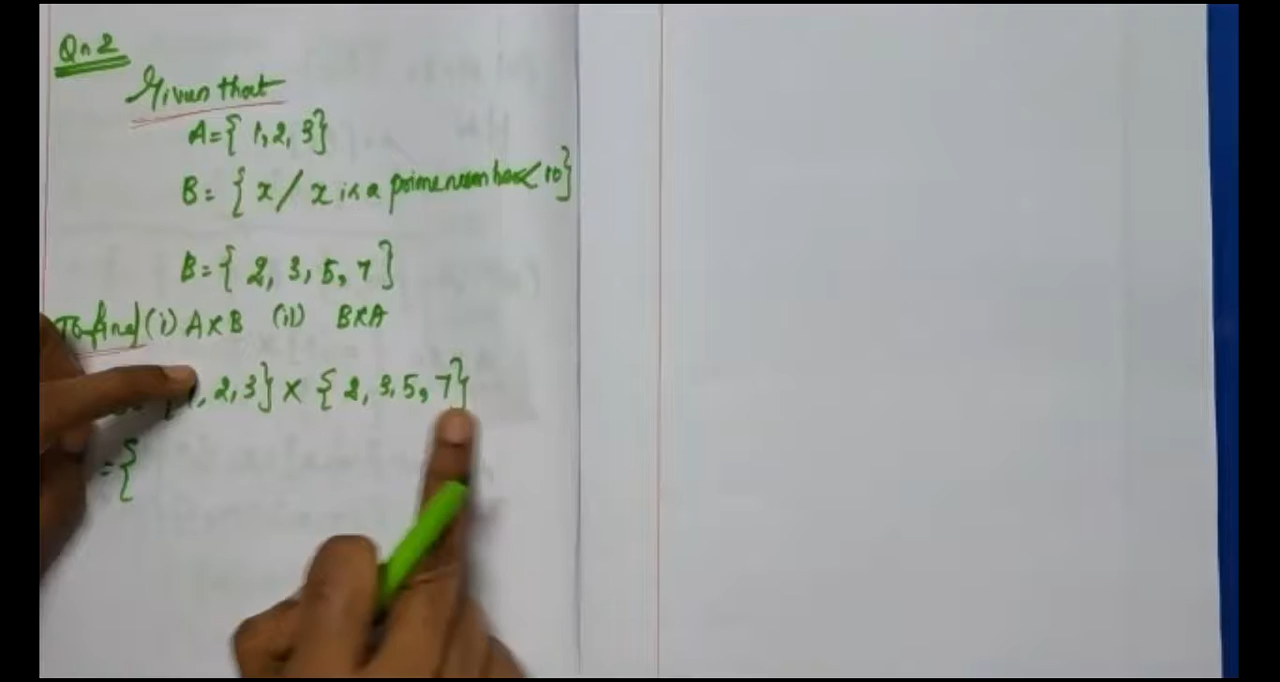 Qn 2
Given that
A={ 1, 2, 3}
B= { x / x is a prime number < 10}
B={ 2, 3, 5, 7 }
To find (i) A×B (ii) B×A
, 2, 3} × { 2, 3, 5, 7}
={